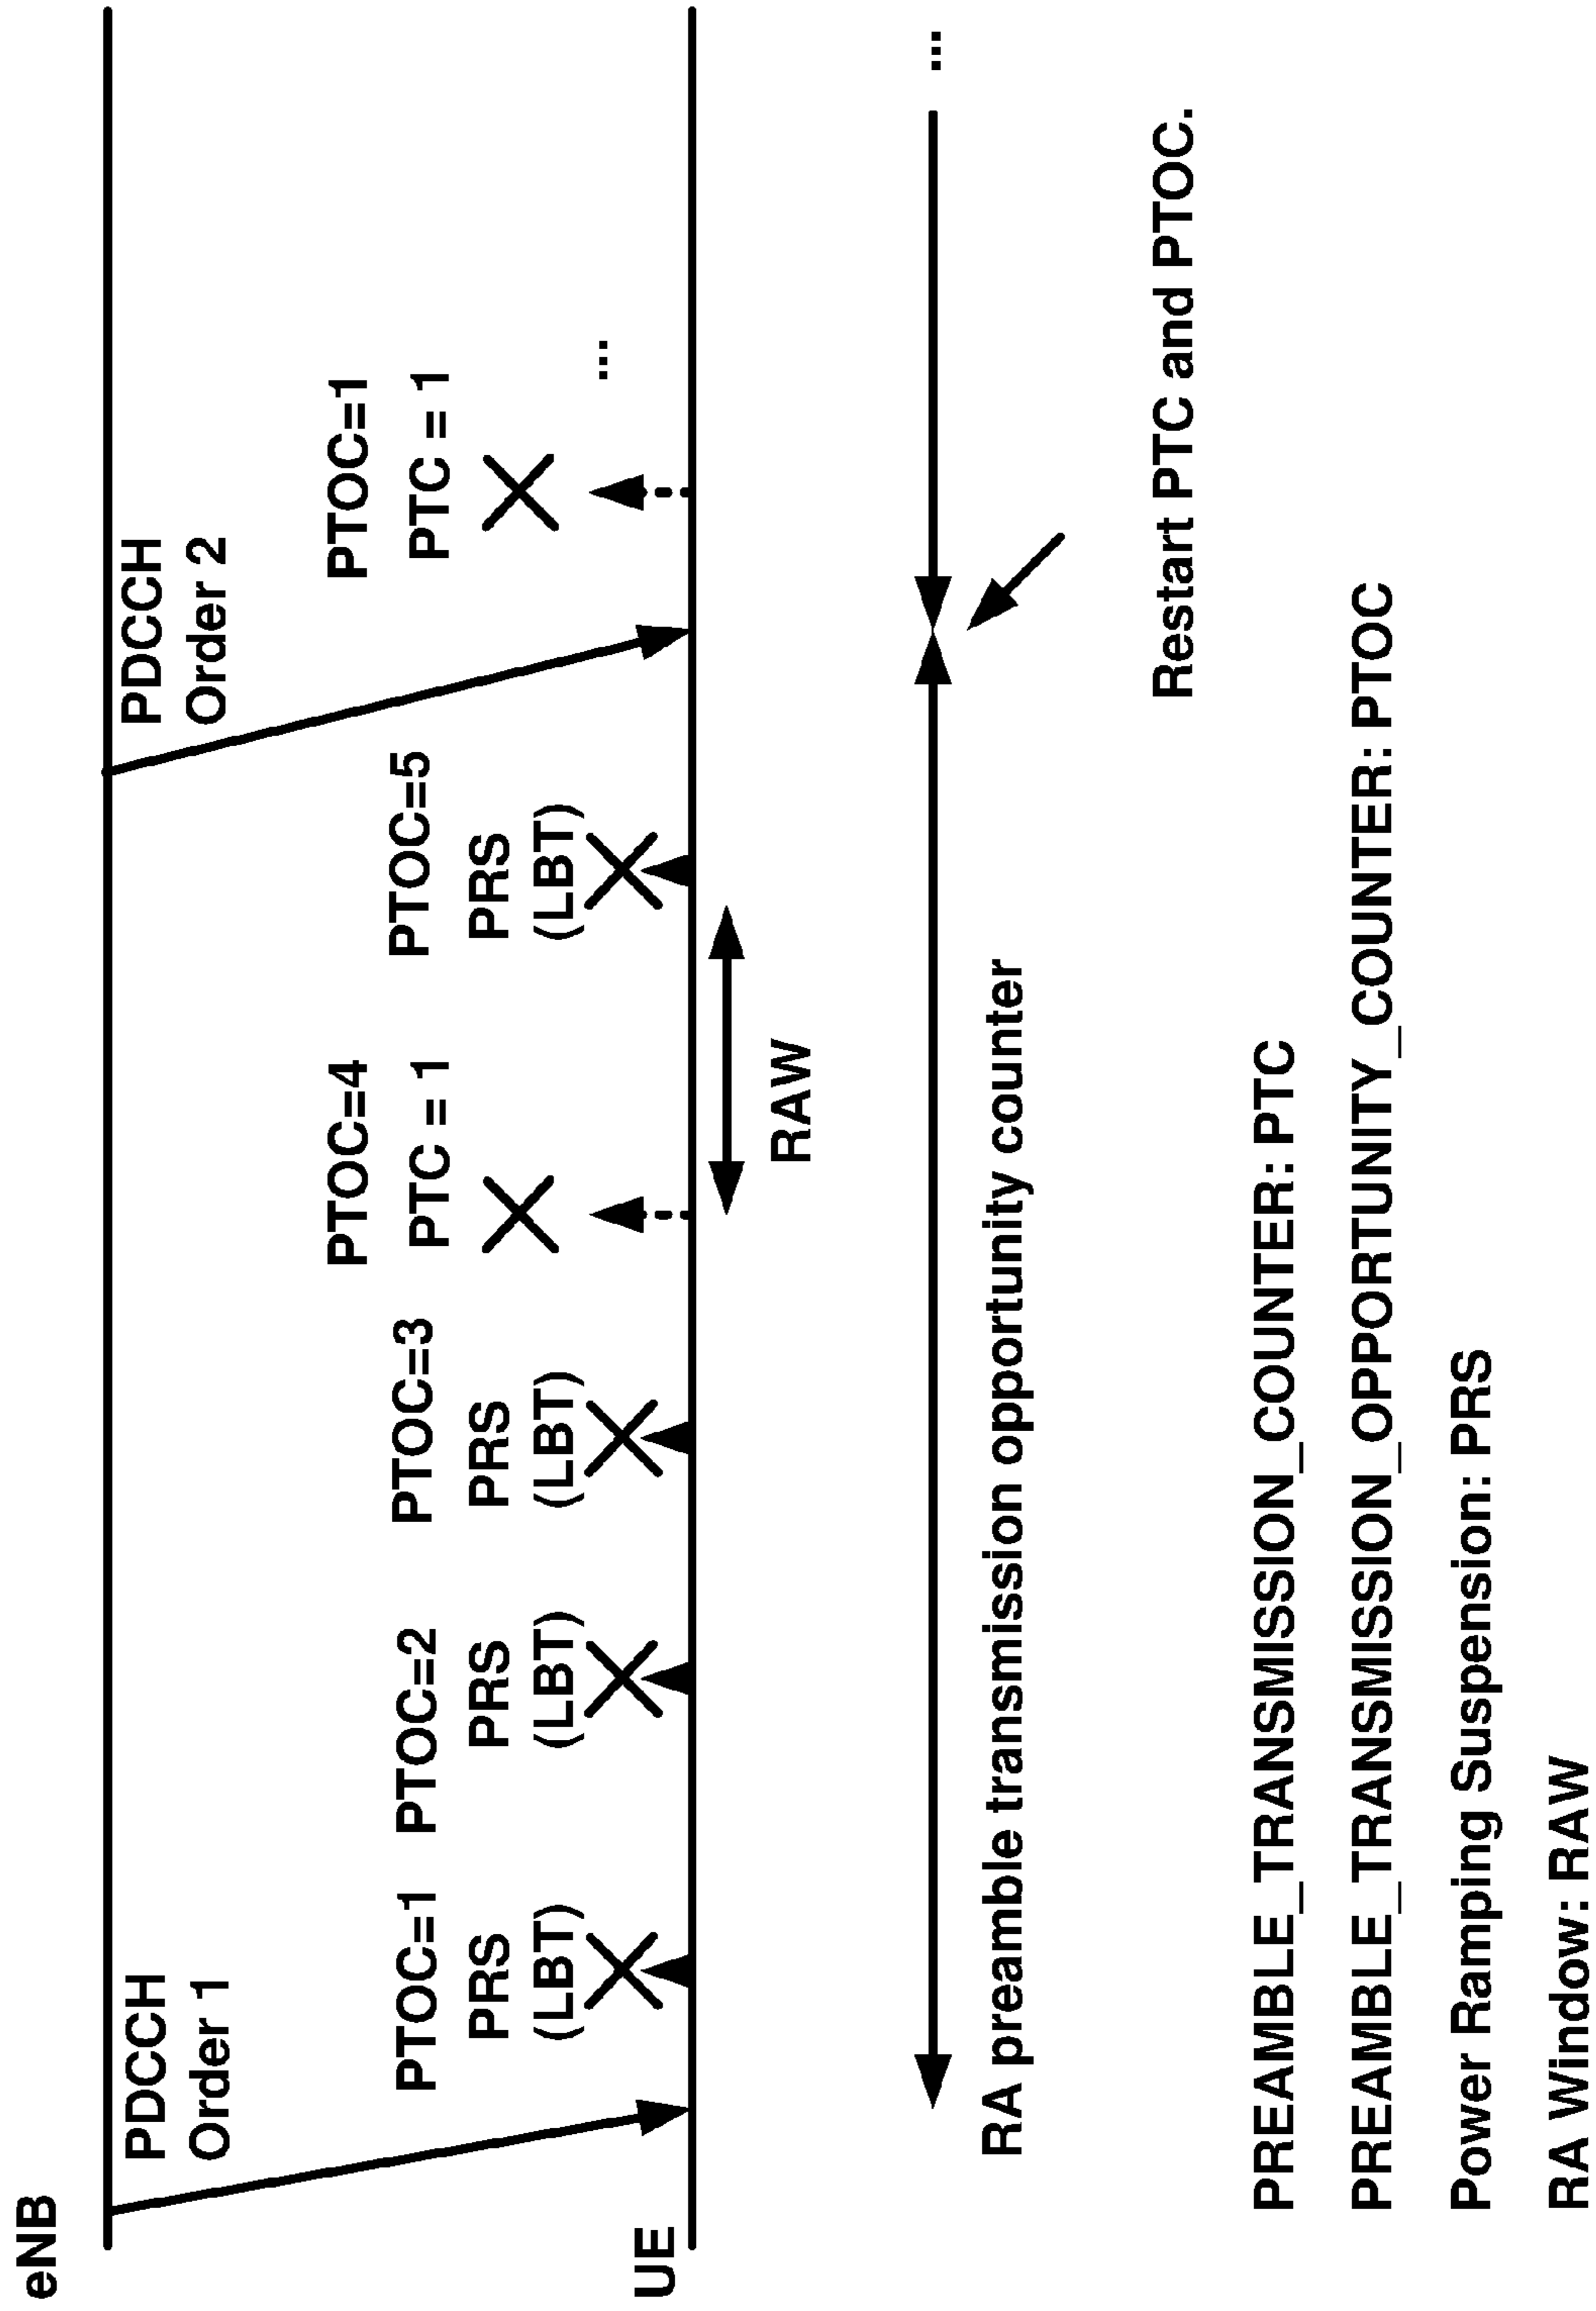 eNB
PDCCH
Order 1
PDCCH
Order 2
PTOC=1
PRS
(LBT)
PTOC=2
PRS
(LBT)
PTOC=3
PRS
(LBT)
PTOC=4
PTC = 1
PTOC=5
PRS
(LBT)
PTOC=1
PTC = 1
...
UE
RAW
...
RA preamble transmission opportunity counter
Restart PTC and PTOC.
PREAMBLE_TRANSMISSION_COUNTER: PTC
PREAMBLE_TRANSMISSION_OPPORTUNITY_COUNTER: PTOC
Power Ramping Suspension: PRS
RA Window: RAW